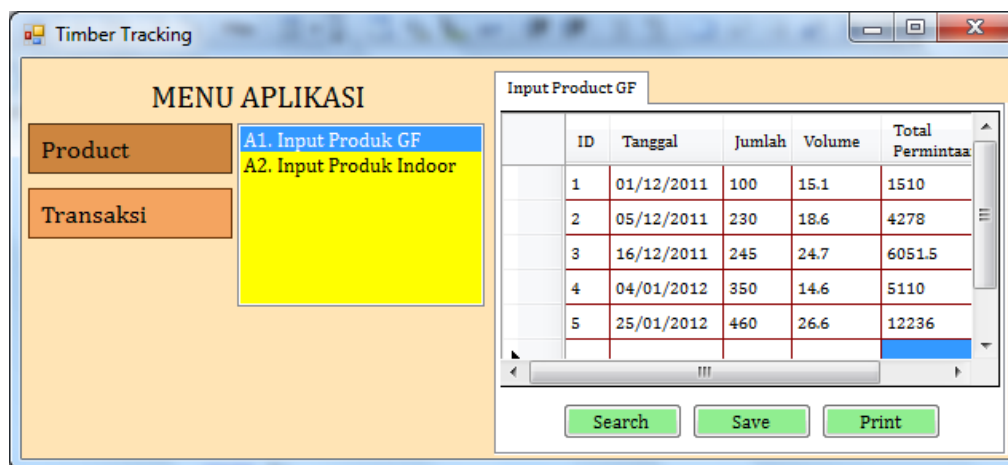 Timber Tracking
MENU APLIKASI
Product
Transaksi
A1. Input Produk GF
A2. Input Produk Indoor
Input Product GF
ID Tanggal Jumlah Volume Total Permintaa
1 01/12/2011 100 15.1 1510
2 05/12/2011 230 18.6 4278
3 16/12/2011 245 24.7 6051.5
4 04/01/2012 350 14.6 5110
5 25/01/2012 460 26.6 12236
Search Save Print